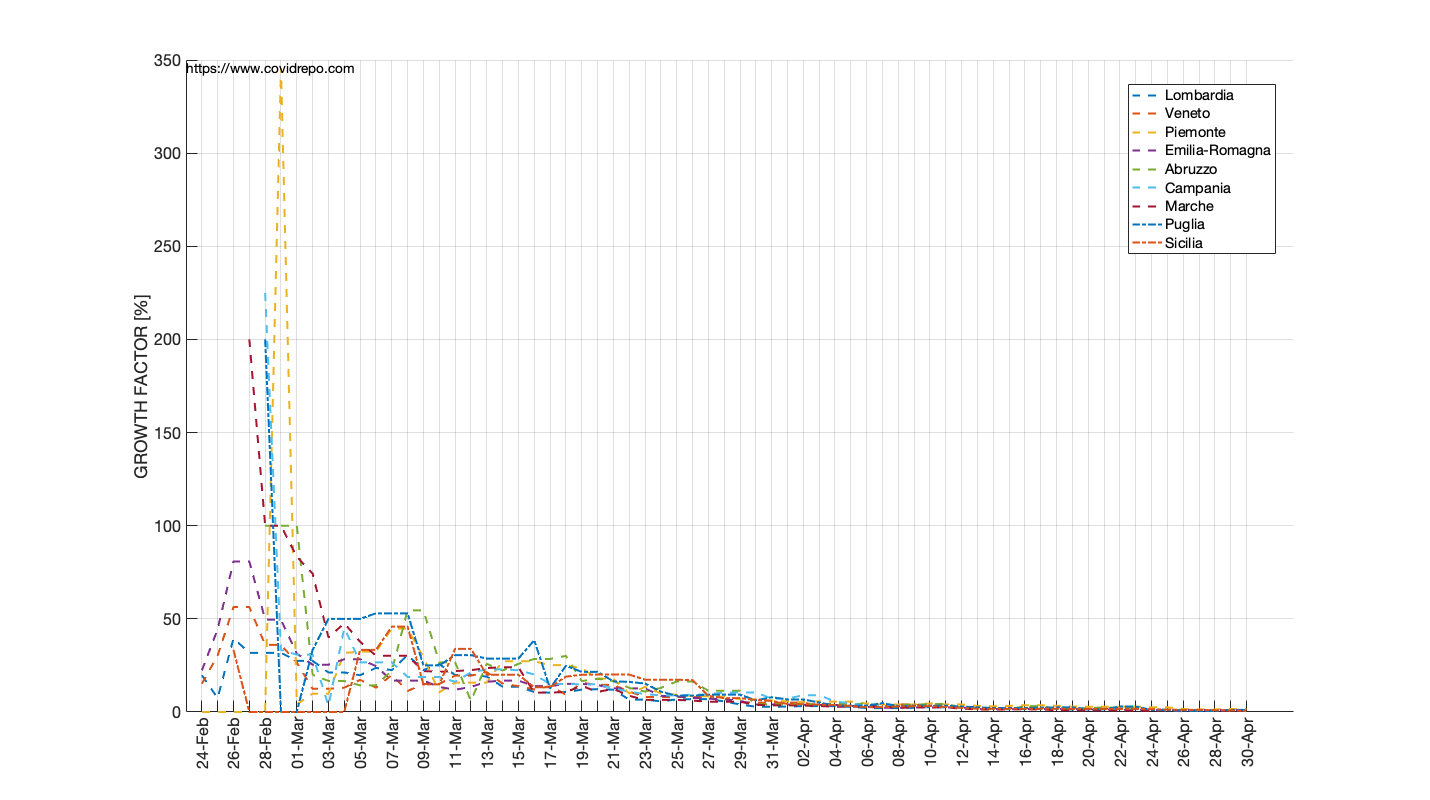 350
https://www.covidrepo.com
300
250
200
150
100
50
0
GROWTH FACTOR [%]
Lombardia
Veneto
Piemonte
Emilia-Romagna
Abruzzo
Campania
Marche
Puglia
Sicilia
24-Feb
26-Feb
28-Feb
01-Mar
03-Mar
05-Mar
07-Mar
09-Mar
11-Mar
13-Mar
15-Mar
17-Mar
19-Mar
21-Mar
23-Mar
25-Mar
27-Mar
29-Mar
31-Mar
02-Apr
04-Apr
06-Apr
08-Apr
10-Apr
12-Apr
14-Apr
16-Apr
18-Apr
20-Apr
22-Apr
24-Apr
26-Apr
28-Apr
30-Apr